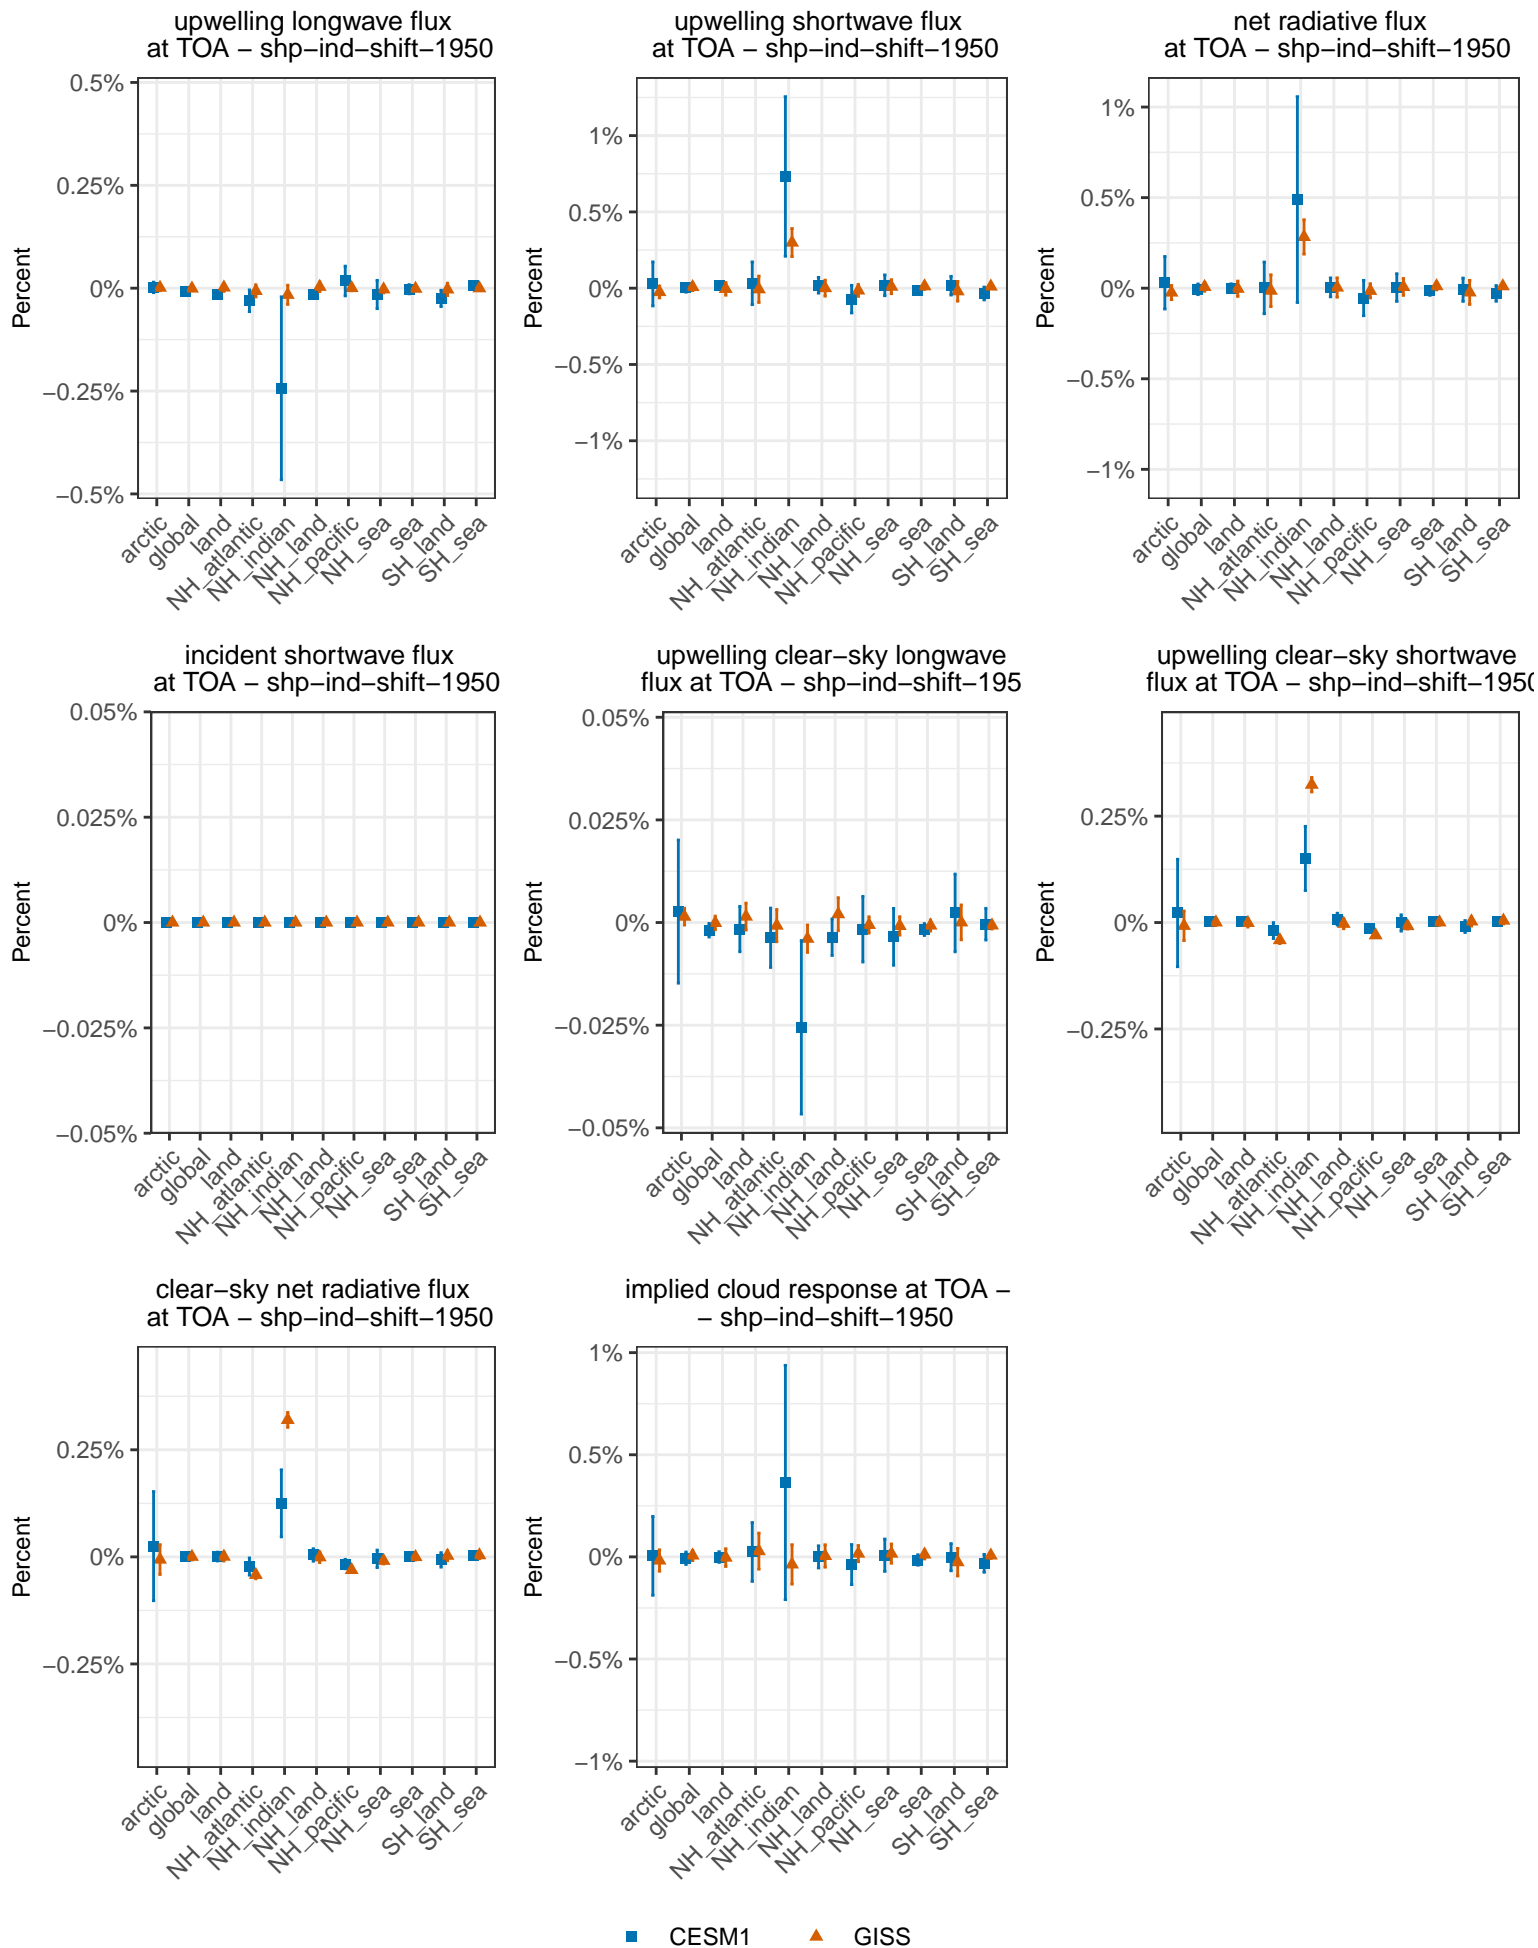 upwelling longwave flux
at TOA − shp−ind−shift−1950
0.5%
0.25%
0%
−0.25%
−0.5%
Percent
arctic
global
land
NH_atlantic
NH_indian
NH_land
NH_pacific
NH_sea
sea
SH_land
SH_sea
upwelling shortwave flux
at TOA − shp−ind−shift−1950
1%
0.5%
0%
−0.5%
−1%
Percent
arctic
global
land
NH_atlantic
NH_indian
NH_land
NH_pacific
NH_sea
sea
SH_land
SH_sea
net radiative flux
at TOA − shp−ind−shift−1950
1%
0.5%
0%
−0.5%
−1%
Percent
arctic
global
land
NH_atlantic
NH_indian
NH_land
NH_pacific
NH_sea
sea
SH_land
SH_sea
incident shortwave flux
at TOA − shp−ind−shift−1950
0.05%
0.025%
0%
−0.025%
−0.05%
Percent
arctic
global
land
NH_atlantic
NH_indian
NH_land
NH_pacific
NH_sea
sea
SH_land
SH_sea
upwelling clear−sky longwave
flux at TOA − shp−ind−shift−195
0.05%
0.025%
0%
−0.025%
−0.05%
Percent
arctic
global
land
NH_atlantic
NH_indian
NH_land
NH_pacific
NH_sea
sea
SH_land
SH_sea
upwelling clear−sky shortwave
flux at TOA − shp−ind−shift−1950
0.25%
0%
−0.25%
Percent
arctic
global
land
NH_atlantic
NH_indian
NH_land
NH_pacific
NH_sea
sea
SH_land
SH_sea
clear−sky net radiative flux
at TOA − shp−ind−shift−1950
0.25%
0%
−0.25%
Percent
arctic
global
land
NH_atlantic
NH_indian
NH_land
NH_pacific
NH_sea
sea
SH_land
SH_sea
implied cloud response at TOA −
− shp−ind−shift−1950
1%
0.5%
0%
−0.5%
−1%
Percent
arctic
global
land
NH_atlantic
NH_indian
NH_land
NH_pacific
NH_sea
sea
SH_land
SH_sea
CESM1
GISS